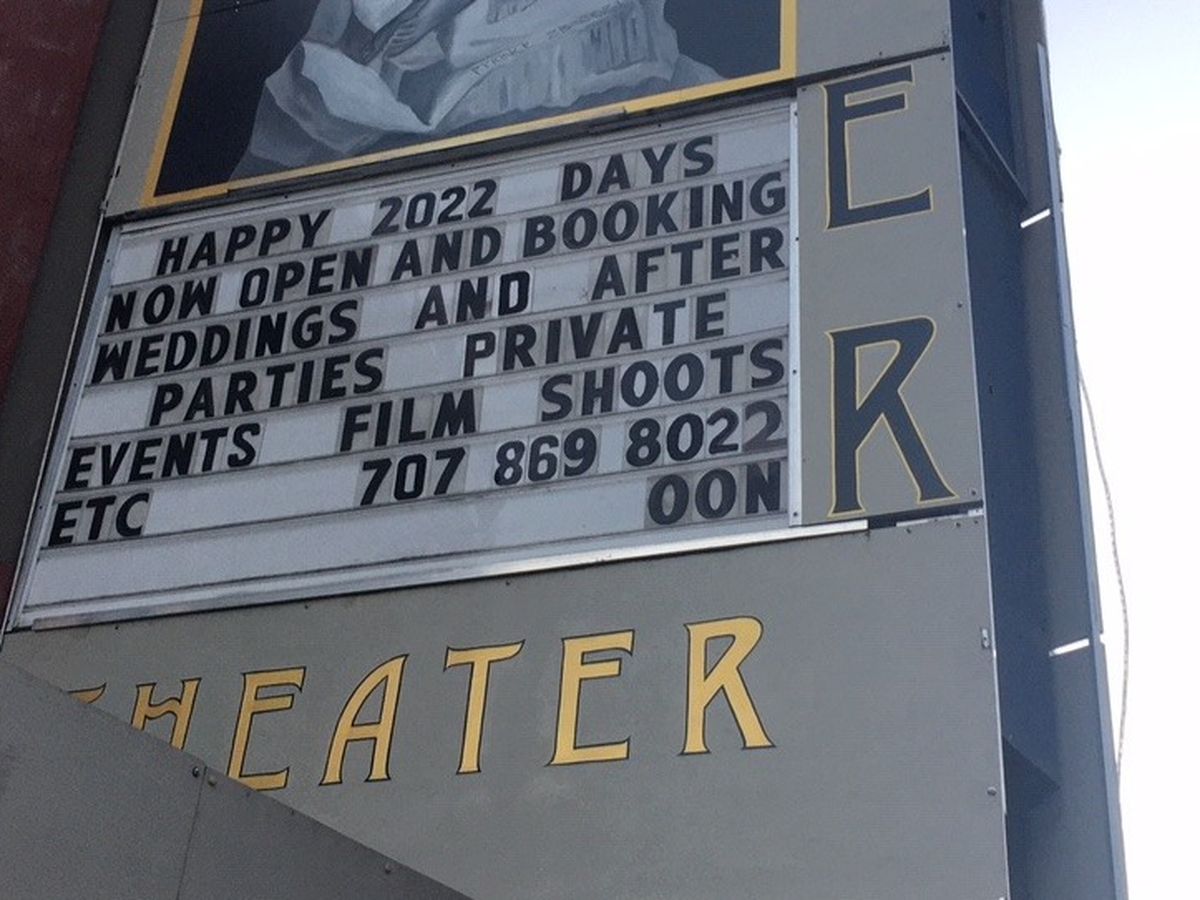 HAPPY 2022 DAYS
NOW OPEN AND BOOKING
WEDDINGS AND AFTER
PARTIES PRIVATE
EVENTS FILM SHOOTS
ETC 707 869 8022
OON
E
R
THEATER